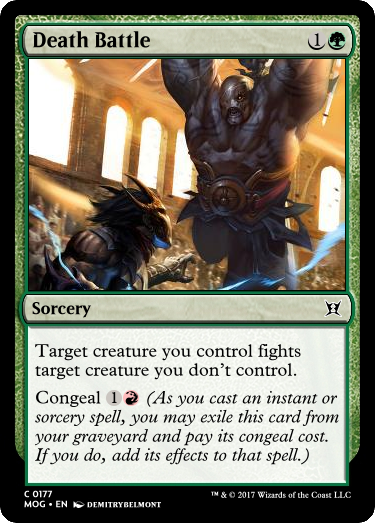 Death Battle 1
Sorcery
Target creature you control fights
target creature you don't control.
Congeal 1 (As you cast an instant or
sorcery spell, you may exile this card from
your graveyard and pay its congeal cost.
If you do, add its effects to that spell.)
C 0177
MOG • EN DEMITRYBELMONT
™ & © 2017 Wizards of the Coast LLC